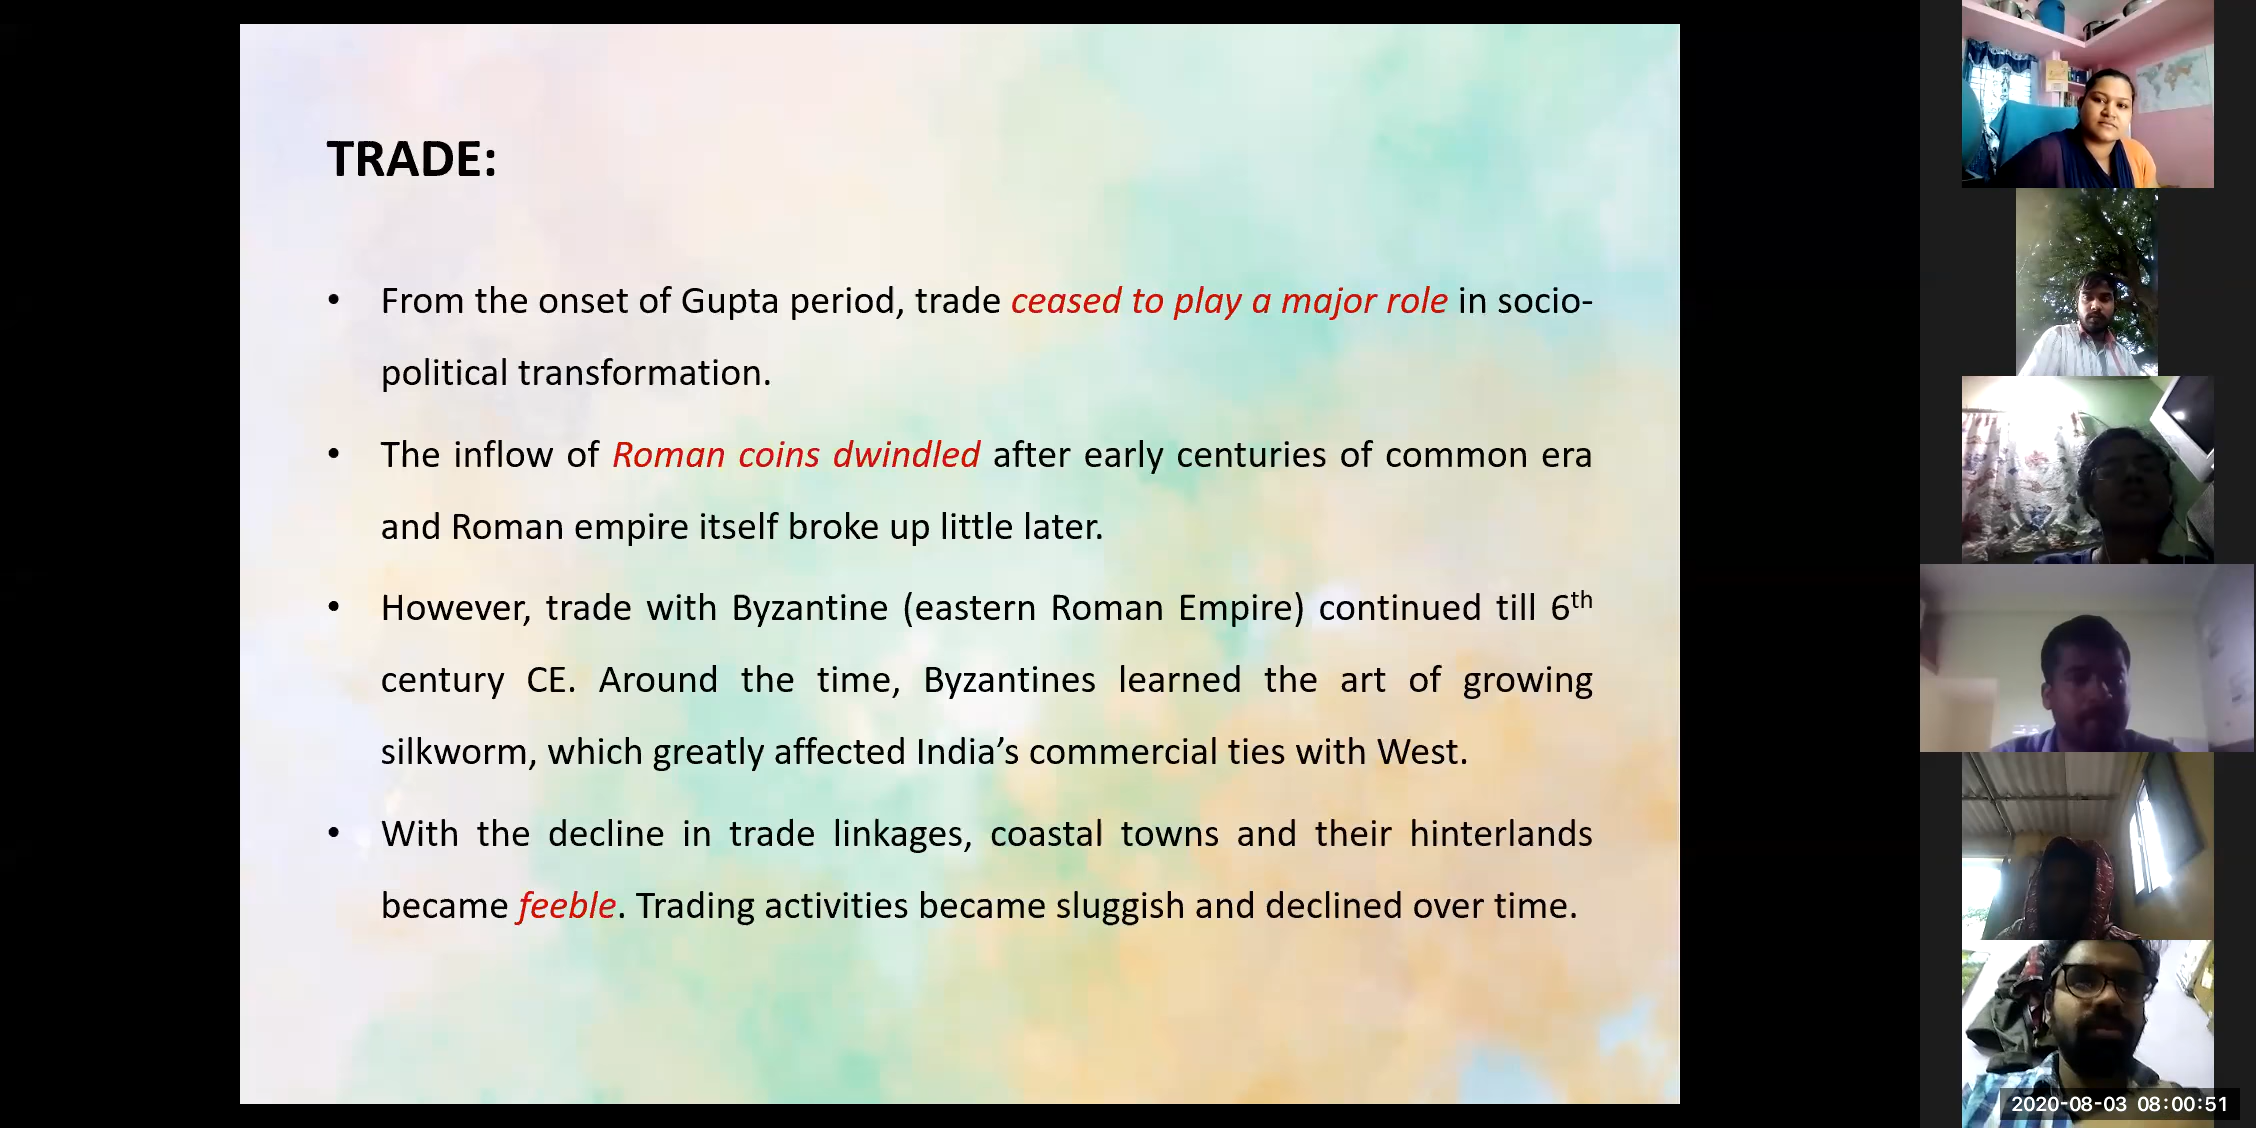 TRADE:
• From the onset of Gupta period, trade ceased to play a major role in socio-
political transformation.
• The inflow of Roman coins dwindled after early centuries of common era
and Roman empire itself broke up little later.
• However, trade with Byzantine (eastern Roman Empire) continued till 6th
century CE. Around the time, Byzantines learned the art of growing
silkworm, which greatly affected India’s commercial ties with West.
• With the decline in trade linkages, coastal towns and their hinterlands
became feeble. Trading activities became sluggish and declined over time.
2020-08-03 08:00:51